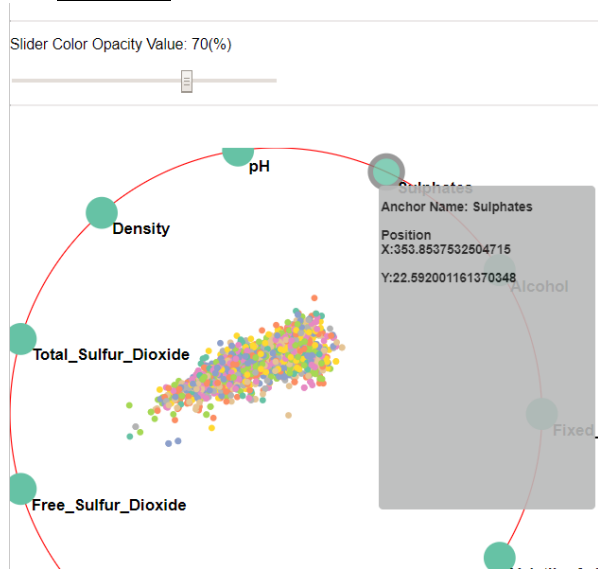 Slider Color Opacity Value: 70(%)
pH
Sulphates
Anchor Name: Sulphates
Density
Position
X:353.8537532504715
Y:22.592001161370348
Alcohol
Total_Sulfur_Dioxide
Fixed_
Free_Sulfur_Dioxide